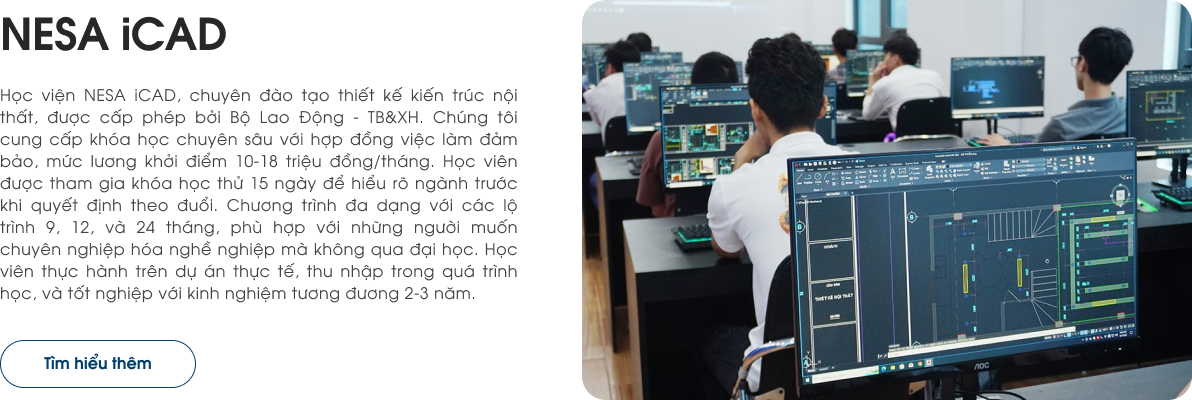 NESA iCAD
Học viện NESA iCAD, chuyên đào tạo thiết kế kiến trúc nội
thất, được cấp phép bởi Bộ Lao Động - TB&XH. Chúng tôi
cung cấp khóa học chuyên sâu với hợp đồng việc làm đảm
bảo, mức lương khởi điểm 10-18 triệu đồng/tháng. Học viên
được tham gia khóa học thử 15 ngày để hiểu rõ ngành trước
khi quyết định theo đuổi. Chương trình đa dạng với các lộ
trình 9, 12, và 24 tháng, phù hợp với những người muốn
chuyên nghiệp hóa nghề nghiệp mà không qua đại học. Học
viên thực hành trên dự án thực tế, thu nhập trong quá trình
học, và tốt nghiệp với kinh nghiệm tương đương 2-3 năm.
Tìm hiểu thêm
THIẾT KẾ NỘI THẤT
AOC